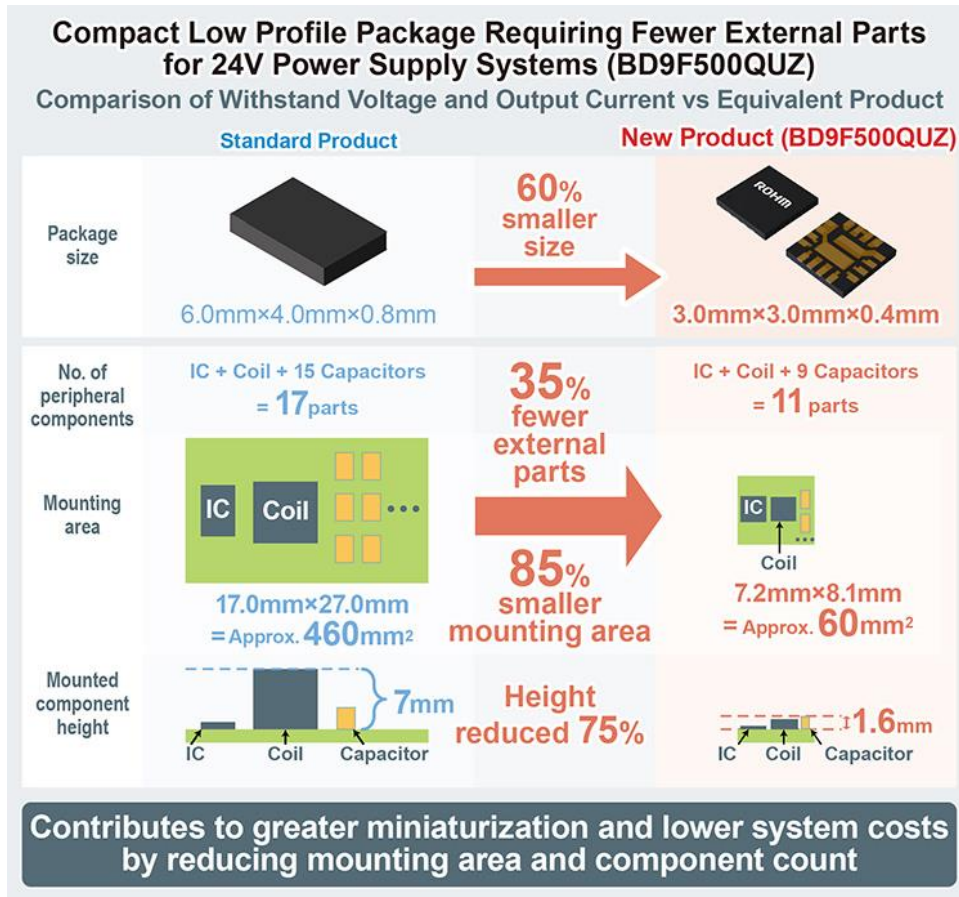 Compact Low Profile Package Requiring Fewer External Parts
for 24V Power Supply Systems (BD9F500QUZ)
Comparison of Withstand Voltage and Output Current vs Equivalent Product
Standard Product
New Product (BD9F500QUZ)
Package
size
6.0mm×4.0mm×0.8mm
60%
smaller
size
ROHM
3.0mm×3.0mm×0.4mm
No. of
peripheral
components
IC + Coil + 15 Capacitors
= 17 parts
35%
fewer
external
parts
IC + Coil + 9 Capacitors
= 11 parts
Mounting
area
IC
Coil
17.0mm×27.0mm
= Approx. 460mm²
85%
smaller
mounting area
IC
Coil
7.2mm×8.1mm
= Approx. 60mm²
Mounted
component
height
7mm
IC
Coil
Capacitor
Height
reduced 75%
1.6mm
IC
Coil
Capacitor
Contributes to greater miniaturization and lower system costs
by reducing mounting area and component count